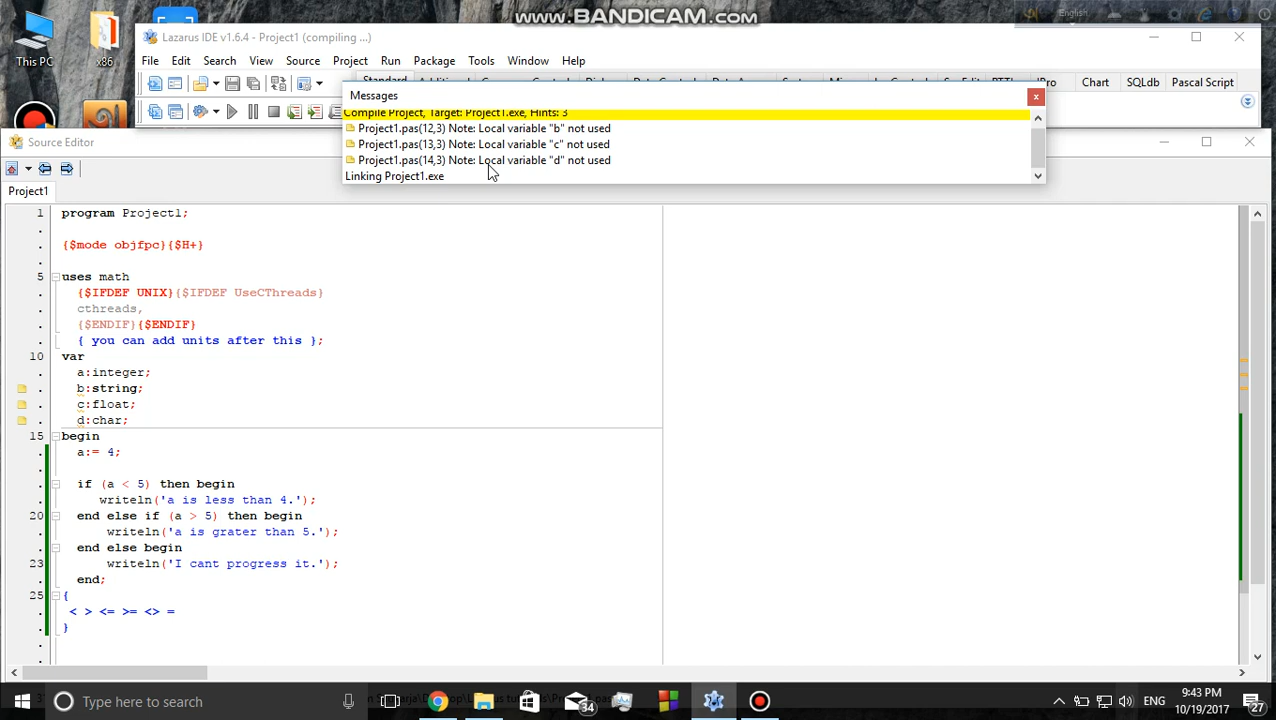 www.BANDICAM.com
This PC
x86
English
Lazarus IDE v1.6.4 - Project1 (compiling ...)
File Edit Search View Source Project Run Package Tools Window Help
Standard
Chart SQLdb Pascal Script
Messages
Compile Project, Target: Project1.exe, Hints: 3
Project1.pas(12,3) Note: Local variable "b" not used
Project1.pas(13,3) Note: Local variable "c" not used
Project1.pas(14,3) Note: Local variable "d" not used
Linking Project1.exe
Source Editor
Project1
1 program Project1;
.
. {$mode objfpc}{$H+}
.
5 uses math
. {$IFDEF UNIX}{$IFDEF UseCThreads}
. cthreads,
. {$ENDIF}{$ENDIF}
. { you can add units after this };
10 var
. a:integer;
. b:string;
. c:float;
. d:char;
15 begin
. a:= 4;
.
. if (a < 5) then begin
. writeln('a is less than 4.');
20 end else if (a > 5) then begin
. writeln('a is grater than 5.');
. end else begin
23 writeln('I cant progress it.');
. end;
25 {
. < > <= >= <> =
. }
.
Type here to search
34
ENG
9:43 PM
10/19/2017
27